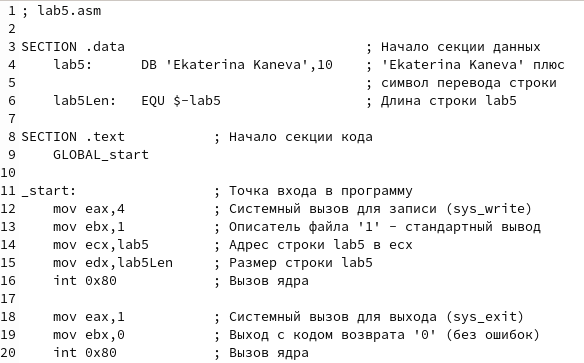 1 ; lab5.asm
2
3 SECTION .data ; Начало секции данных
4 lab5: DB 'Ekaterina Kaneva',10 ; 'Ekaterina Kaneva' плюс
5 ; символ перевода строки
6 lab5Len: EQU $-lab5 ; Длина строки lab5
7
8 SECTION .text ; Начало секции кода
9 GLOBAL_start
10
11 _start: ; Точка входа в программу
12 mov eax,4 ; Системный вызов для записи (sys_write)
13 mov ebx,1 ; Описатель файла '1' - стандартный вывод
14 mov ecx,lab5 ; Адрес строки lab5 в ecx
15 mov edx,lab5Len ; Размер строки lab5
16 int 0x80 ; Вызов ядра
17
18 mov eax,1 ; Системный вызов для выхода (sys_exit)
19 mov ebx,0 ; Выход с кодом возврата '0' (без ошибок)
20 int 0x80 ; Вызов ядра